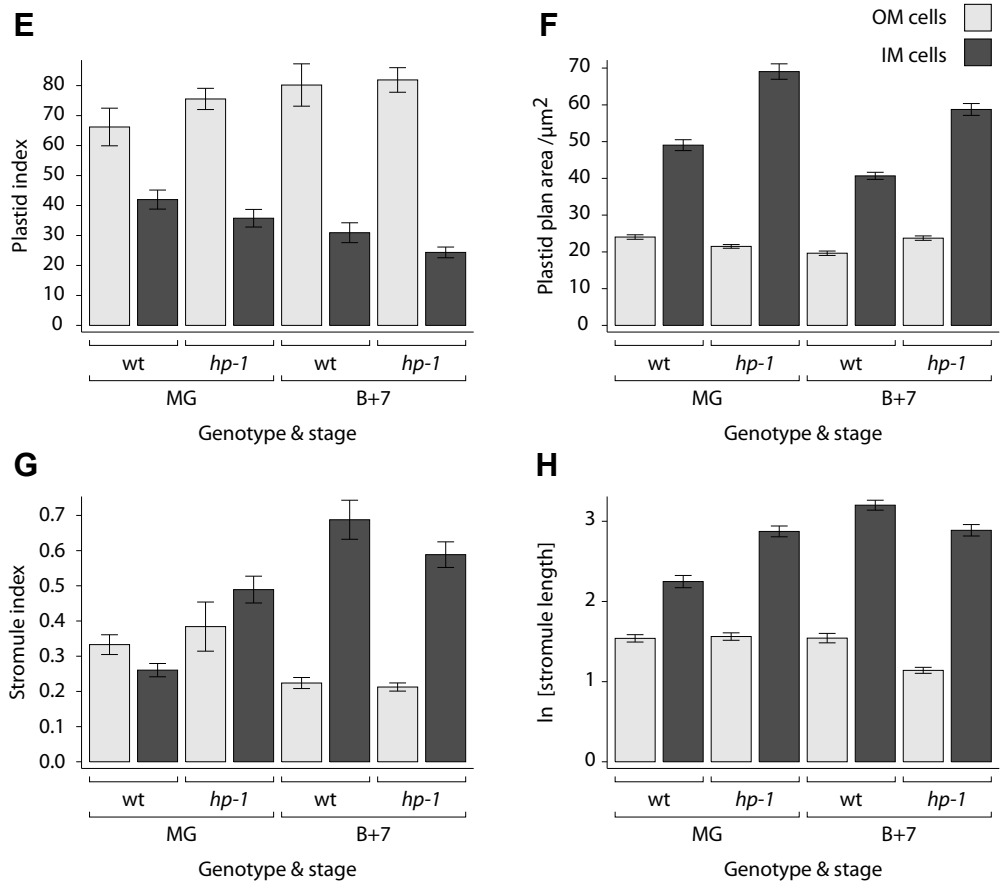 E
Plastid index
80
70
60
50
40
30
20
10
0
wt hp-1 wt hp-1
MG B+7
Genotype & stage
F
OM cells
IM cells
Plastid plan area /μm²
70
60
50
40
30
20
10
0
wt hp-1 wt hp-1
MG B+7
Genotype & stage
G
Stromule index
0.7
0.6
0.5
0.4
0.3
0.2
0.1
0.0
wt hp-1 wt hp-1
MG B+7
Genotype & stage
H
ln [stromule length]
3
2
1
0
wt hp-1 wt hp-1
MG B+7
Genotype & stage